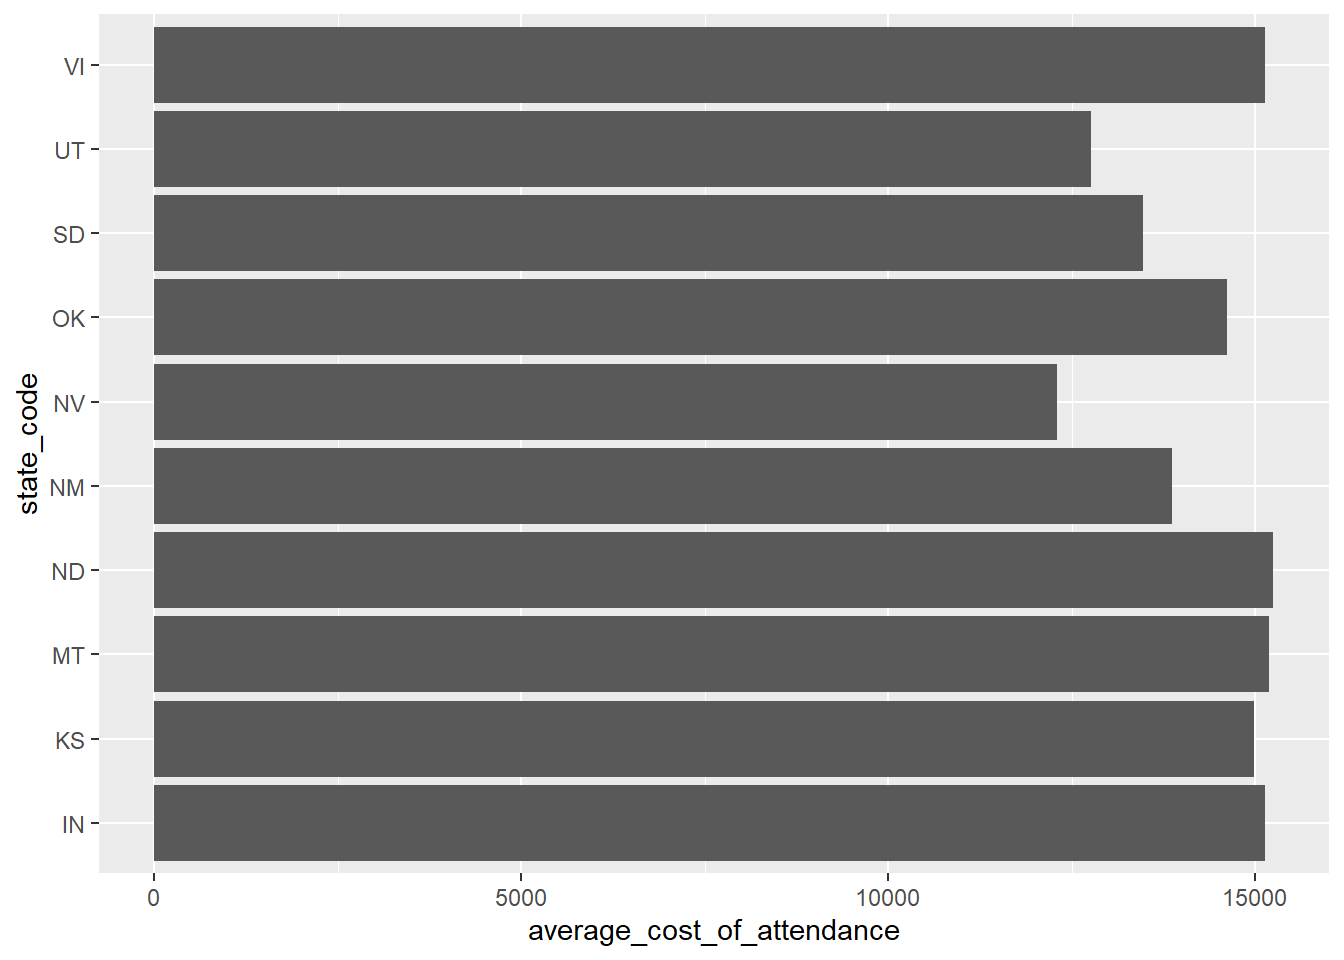 VI
UT
SD
OK
NV
NM
ND
MT
KS
IN
state_code
0 5000 10000 15000
average_cost_of_attendance